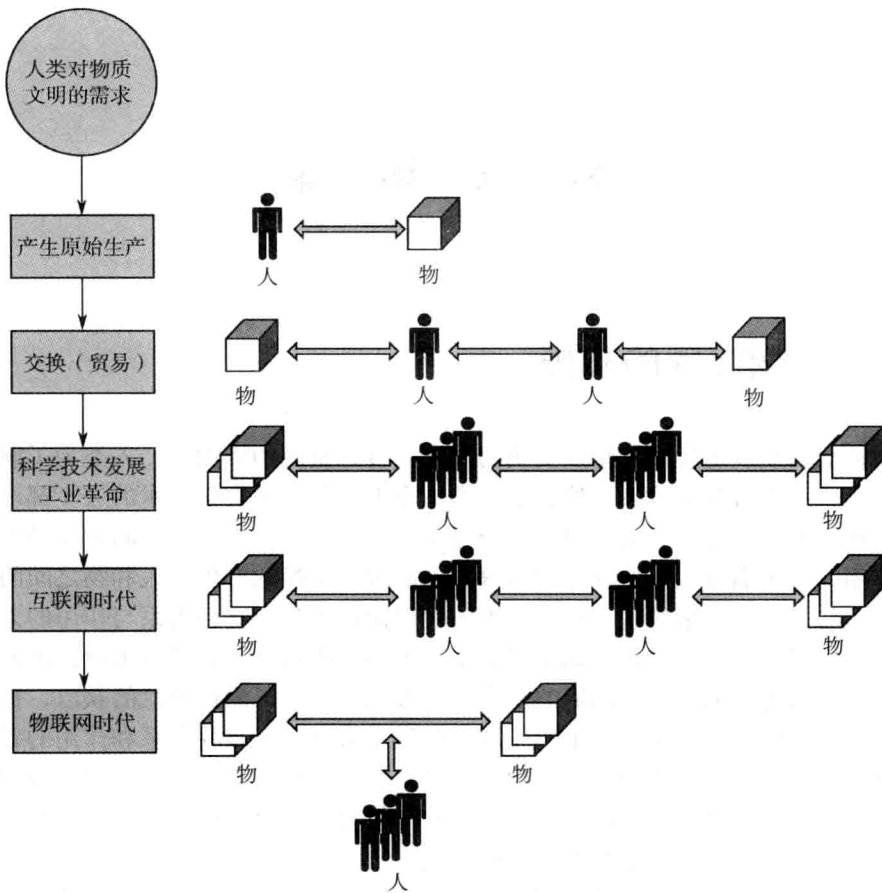 人类对物质
文明的需求
产生原始生产
人
物
交换（贸易）
物
人
人
物
科学技术发展
工业革命
物
人
人
物
互联网时代
物
人
人
物
物联网时代
物
物
人